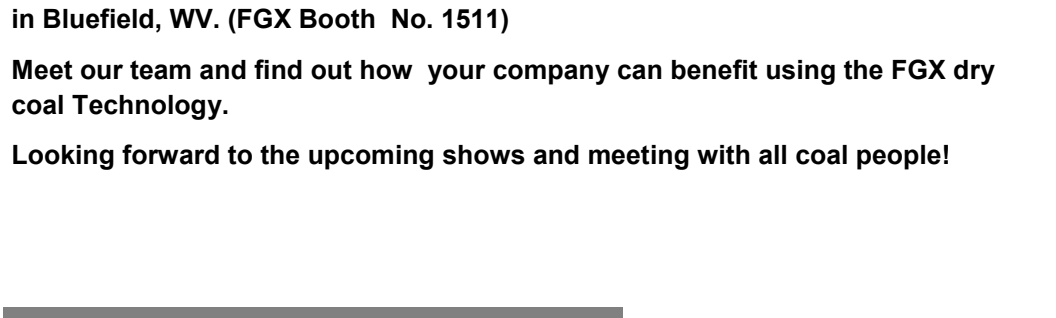 in Bluefield, WV. (FGX Booth  No. 1511)
Meet our team and find out how  your company can benefit using the FGX dry
coal Technology.
Looking forward to the upcoming shows and meeting with all coal people!